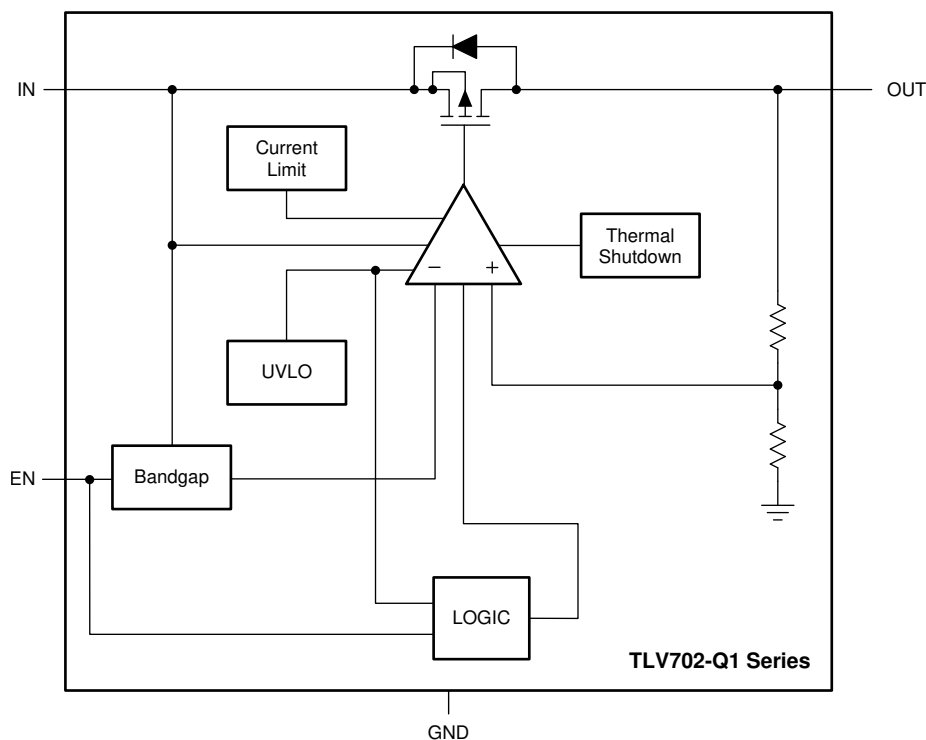 IN
OUT
Current
Limit
Thermal
Shutdown
−
+
UVLO
EN
Bandgap
LOGIC
TLV702-Q1 Series
GND